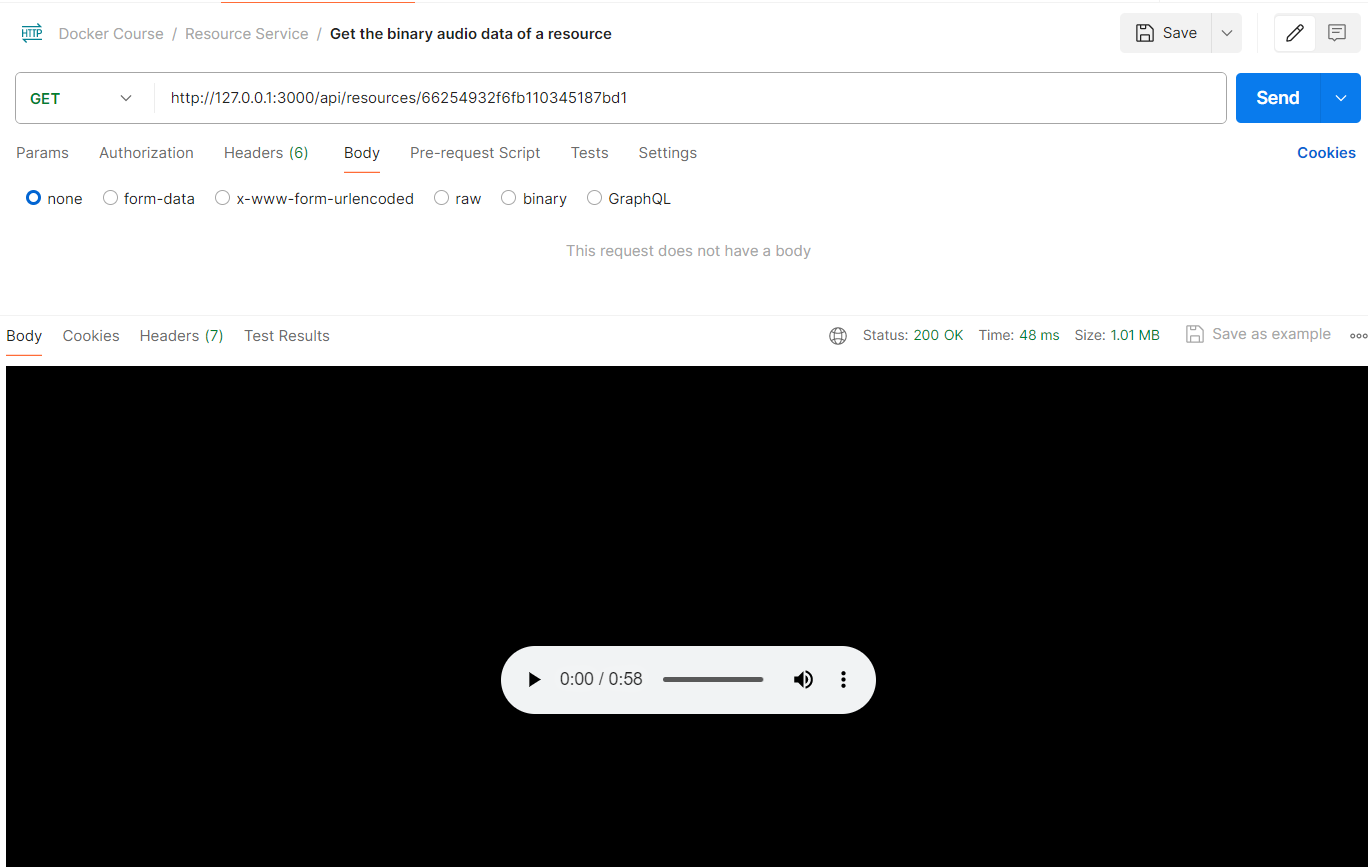 HTTP Docker Course / Resource Service / Get the binary audio data of a resource Save
GET http://127.0.0.1:3000/api/resources/66254932f6fb110345187bd1 Send
Params Authorization Headers (6) Body Pre-request Script Tests Settings Cookies
none form-data x-www-form-urlencoded raw binary GraphQL
This request does not have a body
Body Cookies Headers (7) Test Results Status: 200 OK Time: 48 ms Size: 1.01 MB Save as example
0:00 / 0:58